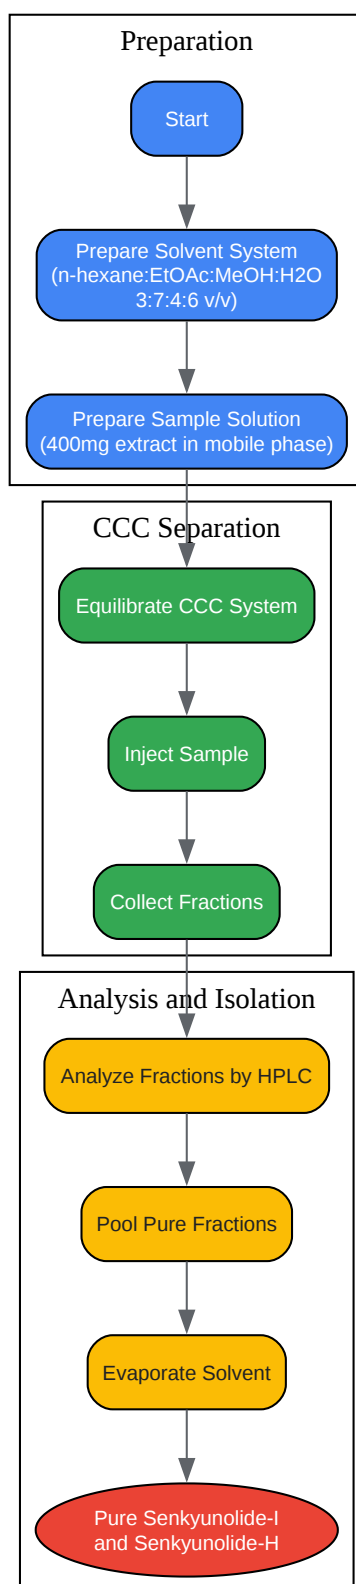 Preparation
Start
Prepare Solvent System
(n-hexane:EtOAc:MeOH:H2O
3:7:4:6 v/v)
Prepare Sample Solution
(400mg extract in mobile phase)
CCC Separation
Equilibrate CCC System
Inject Sample
Collect Fractions
Analysis and Isolation
Analyze Fractions by HPLC
Pool Pure Fractions
Evaporate Solvent
Pure Senkyunolide-I
and Senkyunolide-H